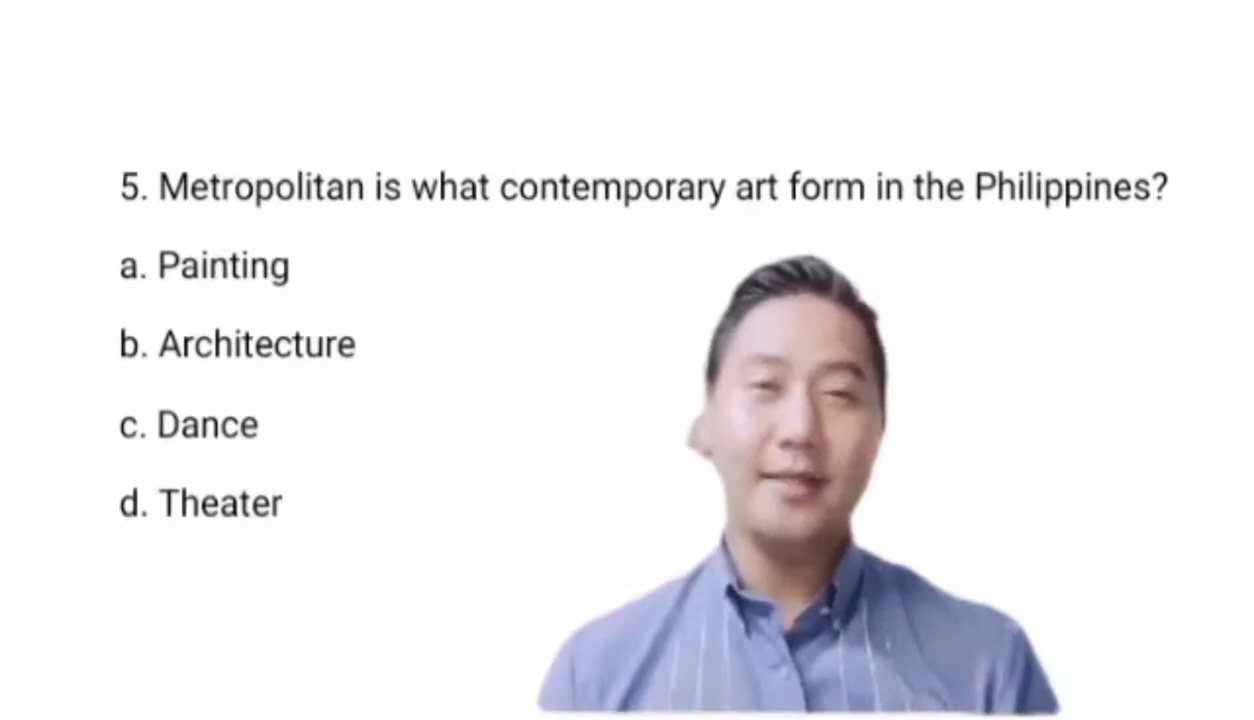 5. Metropolitan is what contemporary art form in the Philippines?
a. Painting
b. Architecture
c. Dance
d. Theater